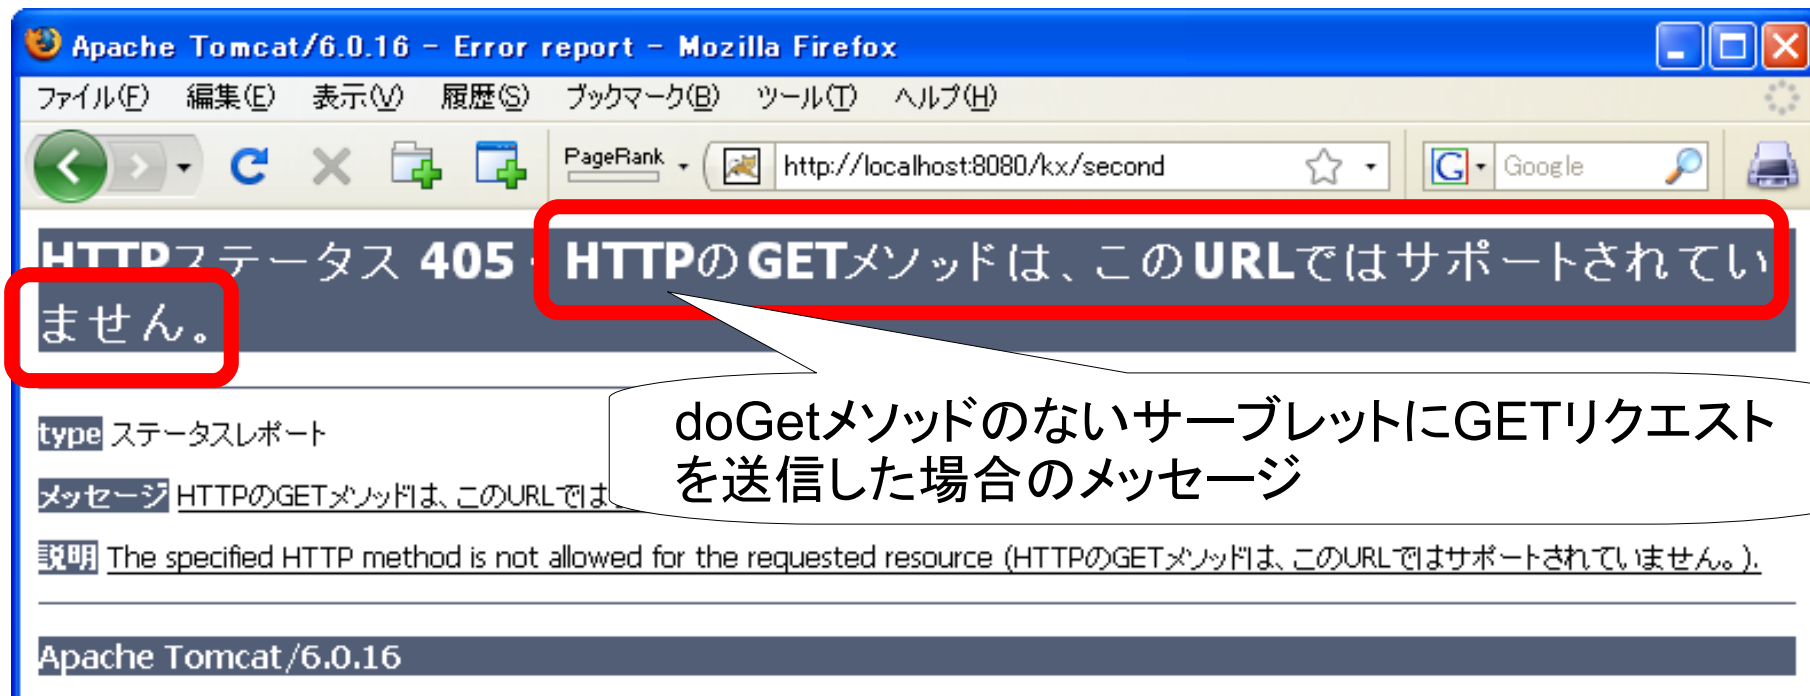 Apache Tomcat/6.0.16 - Error report - Mozilla Firefox
ファイル(F) 編集(E) 表示(V) 履歴(S) ブックマーク(B) ツール(T) ヘルプ(H)
PageRank http://localhost:8080/kx/second G Google
HTTPステータス 405 - HTTPのGETメソッドは、このURLではサポートされてい
ません。
doGetメソッドのないサーブレットにGETリクエスト
を送信した場合のメッセージ
type ステータスレポート
メッセージ HTTPのGETメソッドは、このURLでは
説明 The specified HTTP method is not allowed for the requested resource (HTTPのGETメソッドは、このURLではサポートされていません。).
Apache Tomcat/6.0.16